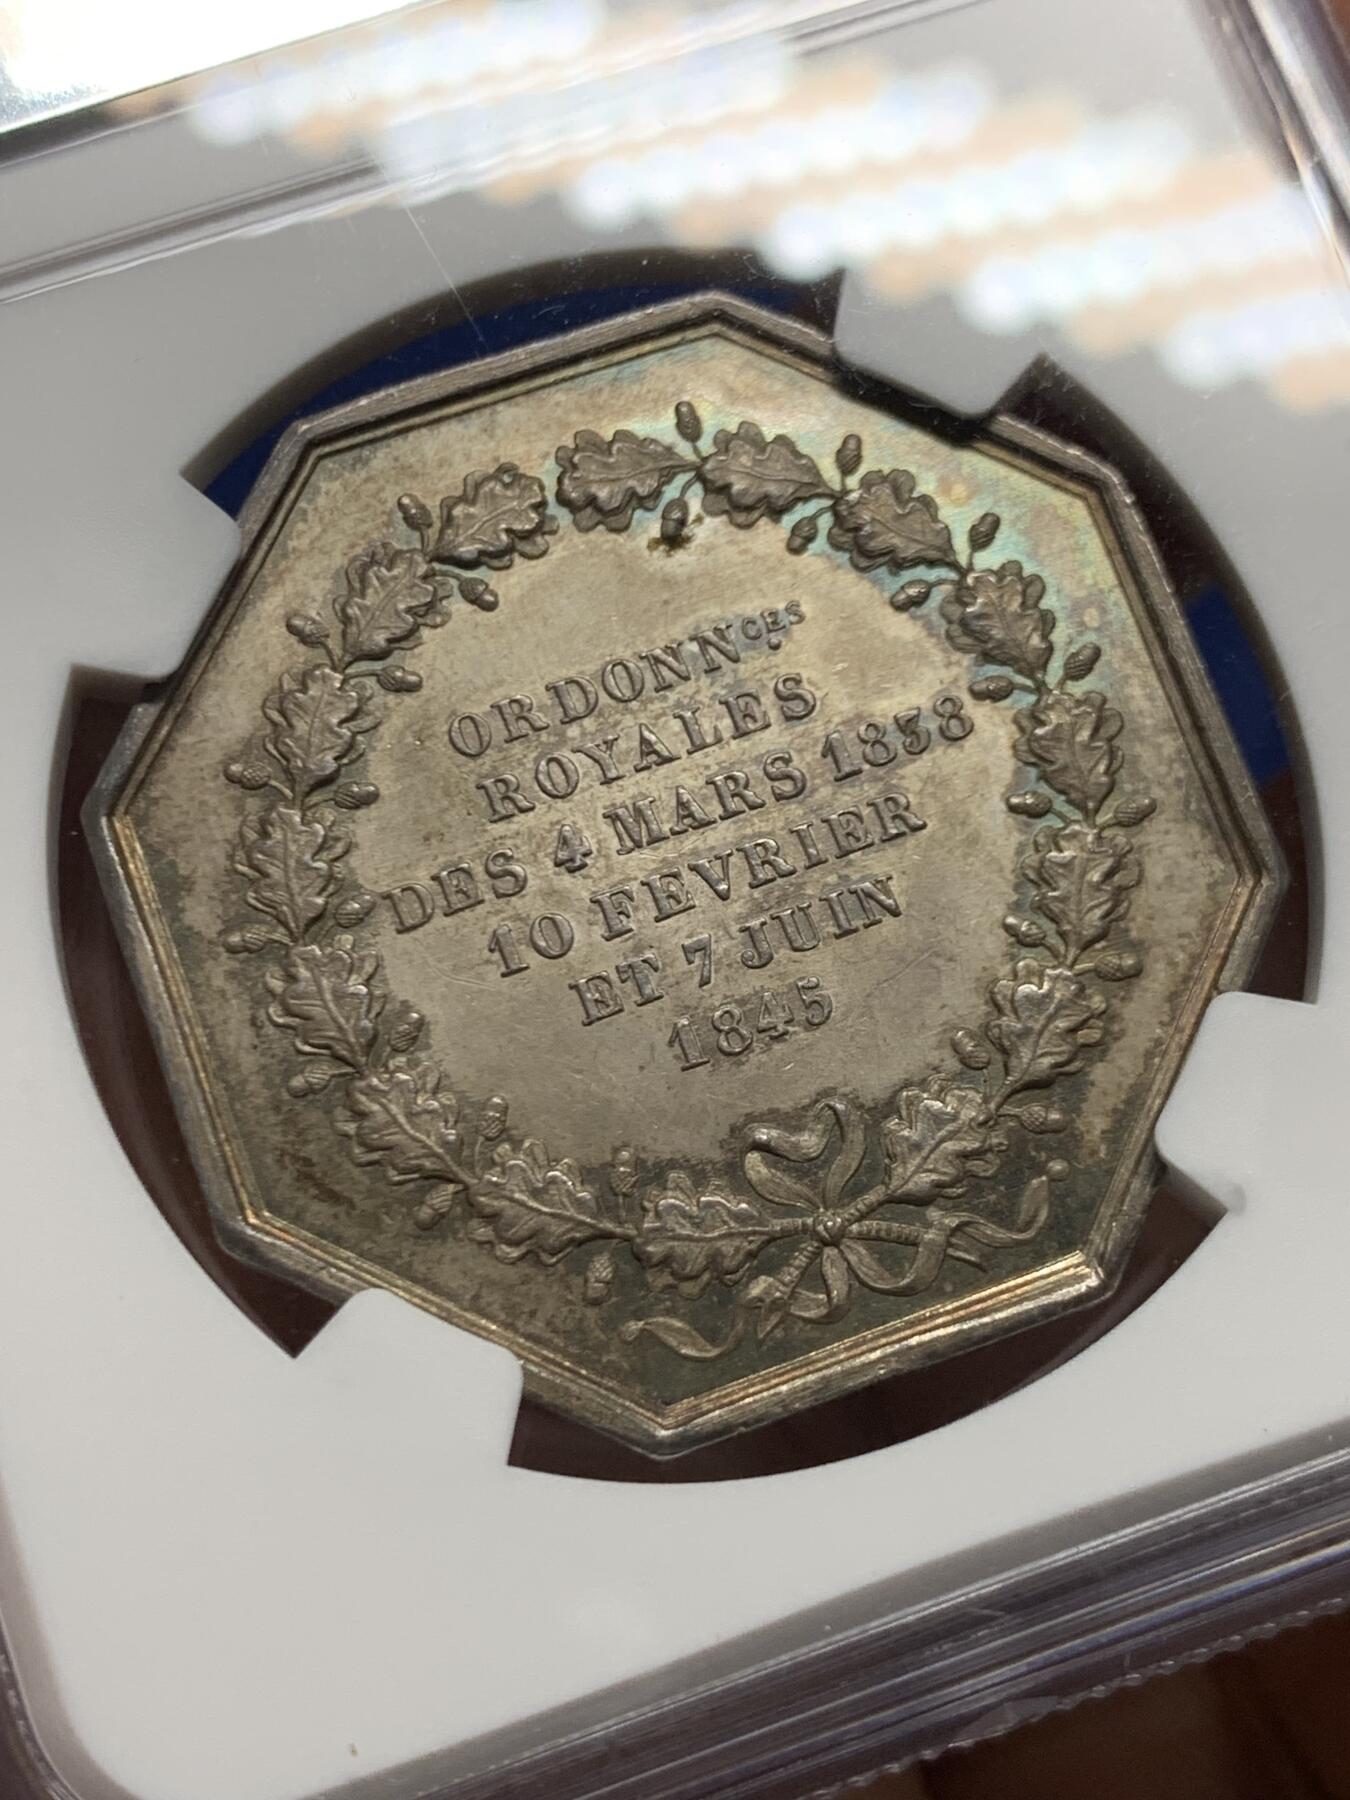 ORDONNces.
ROYALES
DES 4 MARS 1838
10 FEVRIER
ET 7 JUIN
1845